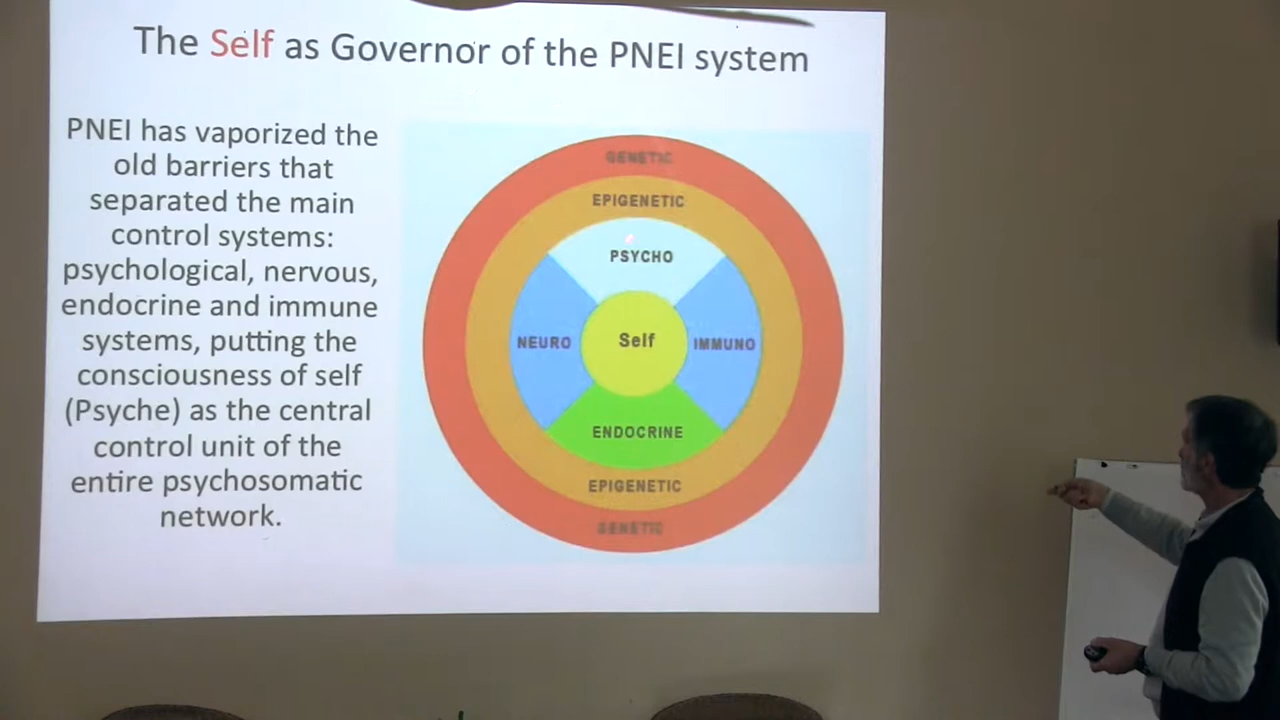 The Self as Governor of the PNEI system
PNEI has vaporized the
old barriers that
separated the main
control systems:
psychological, nervous,
endocrine and immune
systems, putting the
consciousness of self
(Psyche) as the central
control unit of the
entire psychosomatic
network.
GENETIC
EPIGENETIC
PSYCHO
NEURO
Self
IMMUNO
ENDOCRINE
EPIGENETIC
GENETIC